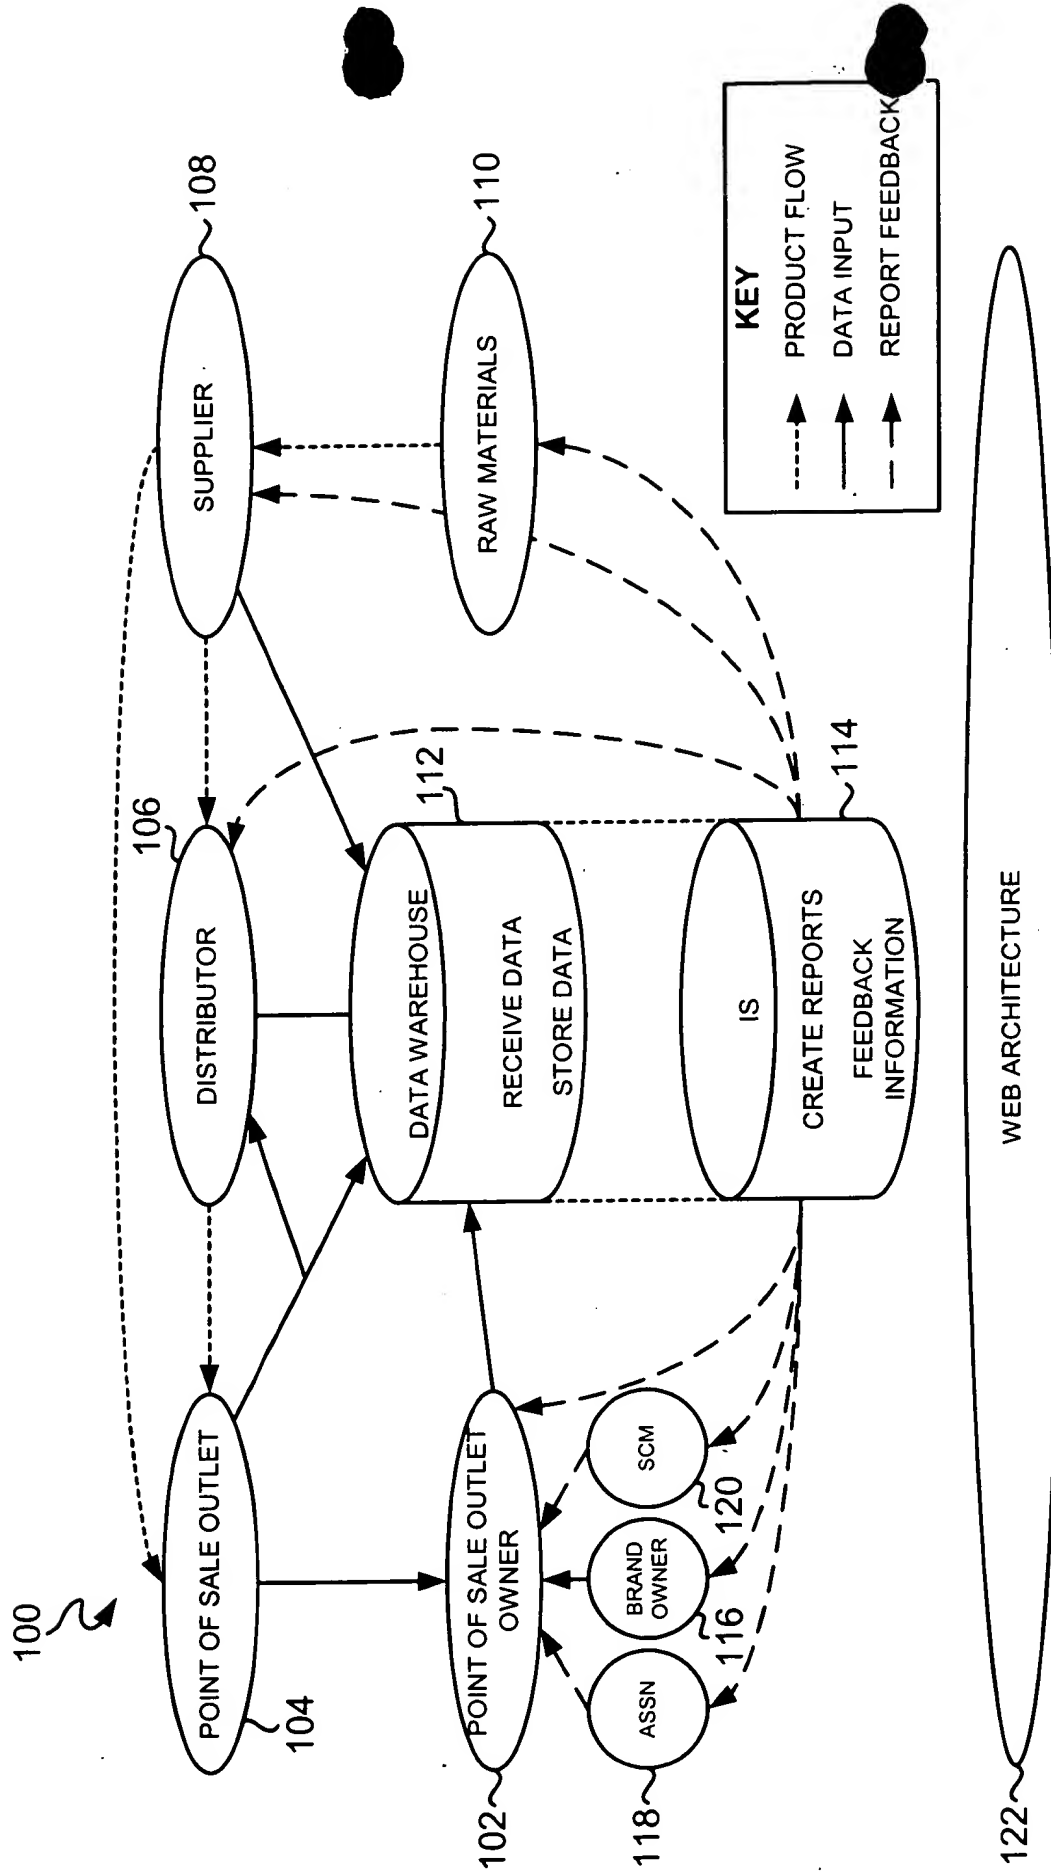 100
104
POINT OF SALE OUTLET
106
DISTRIBUTOR
SUPPLIER
108
102
POINT OF SALE OUTLET
OWNER
DATA WAREHOUSE
112
RECEIVE DATA
STORE DATA
RAW MATERIALS
110
118
ASSN
116
BRAND
OWNER
120
SCM
IS
114
CREATE REPORTS
FEEDBACK
INFORMATION
KEY
PRODUCT FLOW
DATA INPUT
REPORT FEEDBACK
122
WEB ARCHITECTURE